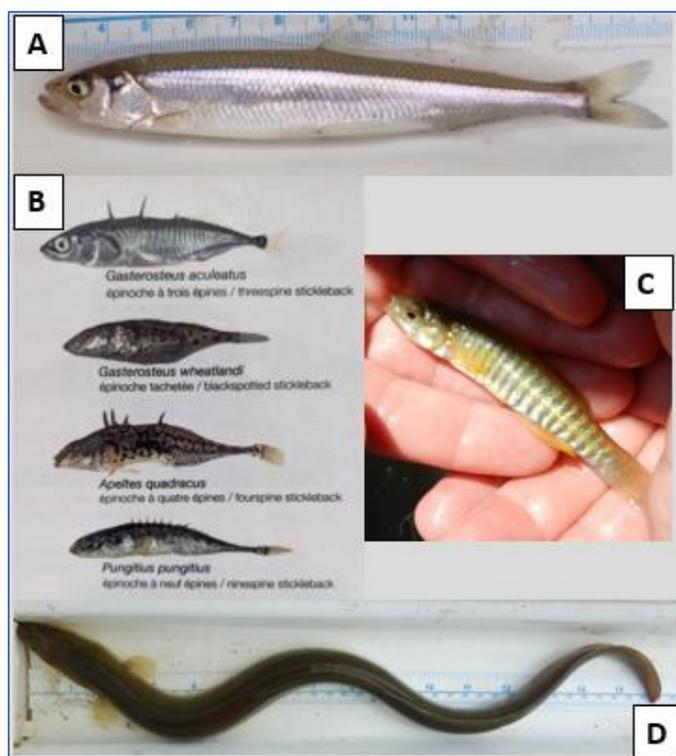 A
B
Gasterosteus aculeatus
épinoche à trois épines / threespine stickleback
Gasterosteus wheatlandi
épinoche tachetée / blackspotted stickleback
Apeltes quadracus
épinoche à quatre épines / fourspine stickleback
Pungitius pungitius
épinoche à neuf épines / ninespine stickleback
C
D